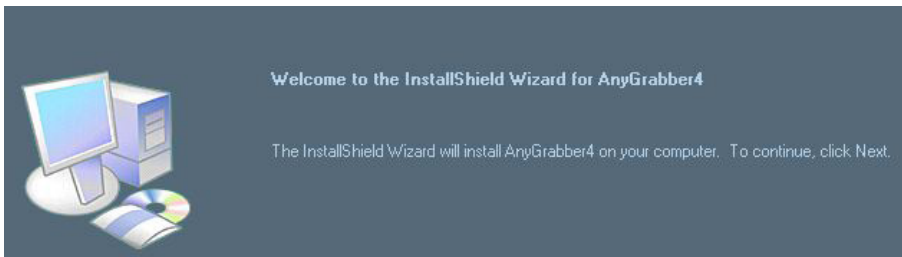 Welcome to the InstallShield Wizard for AnyGrabber4
The InstallShield Wizard will install AnyGrabber4 on your computer. To continue, click Next.